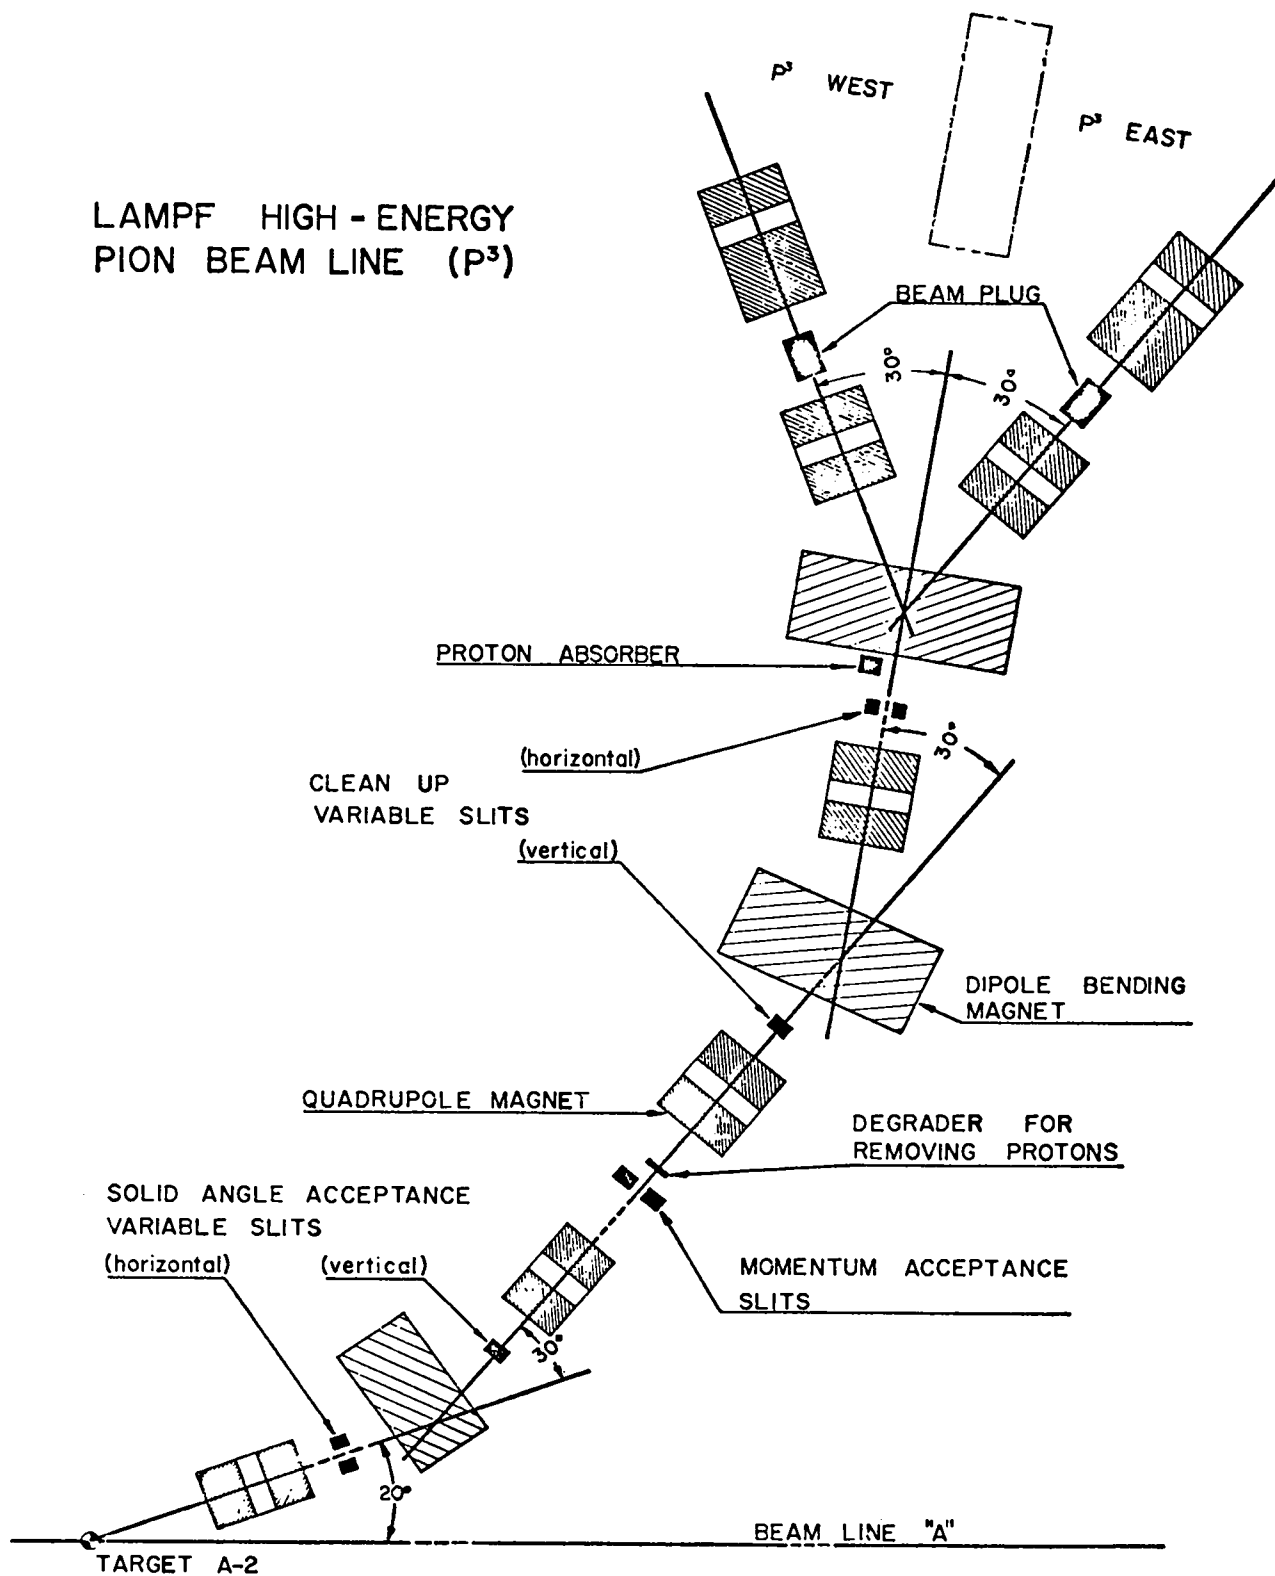 P³ WEST
P³ EAST
LAMPF HIGH-ENERGY
PION BEAM LINE (P³)
BEAM PLUG
30°
30°
PROTON ABSORBER
30°
(horizontal)
CLEAN UP
VARIABLE SLITS
(vertical)
DIPOLE BENDING
MAGNET
QUADRUPOLE MAGNET
DEGRADER FOR
REMOVING PROTONS
SOLID ANGLE ACCEPTANCE
VARIABLE SLITS
(horizontal) (vertical)
MOMENTUM ACCEPTANCE
SLITS
30°
20°
BEAM LINE "A"
TARGET A-2